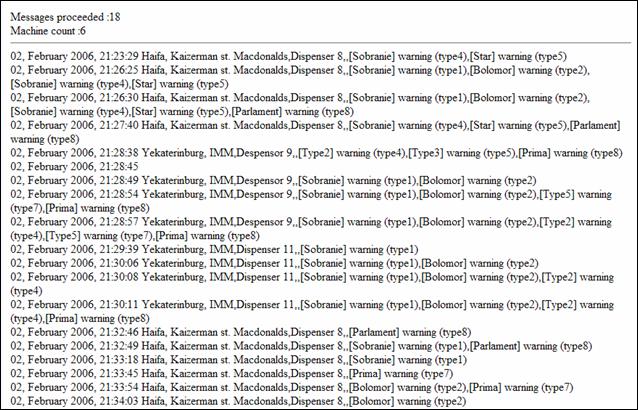 Messages proceeded :18
Machine count :6
02, February 2006, 21:23:29 Haifa, Kaizerman st. Macdonalds,Dispenser 8,,[Sobranie] warning (type4),[Star] warning (type5)
02, February 2006, 21:26:25 Haifa, Kaizerman st. Macdonalds,Dispenser 8,,[Sobranie] warning (type1),[Bolomor] warning (type2),
[Sobranie] warning (type4),[Star] warning (type5)
02, February 2006, 21:26:30 Haifa, Kaizerman st. Macdonalds,Dispenser 8,,[Sobranie] warning (type1),[Bolomor] warning (type2),
[Sobranie] warning (type4),[Star] warning (type5),[Parlament] warning (type8)
02, February 2006, 21:27:40 Haifa, Kaizerman st. Macdonalds,Dispenser 8,,[Sobranie] warning (type4),[Star] warning (type5),[Parlament]
warning (type8)
02, February 2006, 21:28:38 Yekaterinburg, IMM,Despensor 9,,[Type2] warning (type4),[Type3] warning (type5),[Prima] warning (type8)
02, February 2006, 21:28:45
02, February 2006, 21:28:49 Yekaterinburg, IMM,Despensor 9,,[Sobranie] warning (type1),[Bolomor] warning (type2)
02, February 2006, 21:28:54 Yekaterinburg, IMM,Despensor 9,,[Sobranie] warning (type1),[Bolomor] warning (type2),[Type5] warning
(type7),[Prima] warning (type8)
02, February 2006, 21:28:57 Yekaterinburg, IMM,Despensor 9,,[Sobranie] warning (type1),[Bolomor] warning (type2),[Type2] warning
(type4),[Type5] warning (type7),[Prima] warning (type8)
02, February 2006, 21:29:39 Yekaterinburg, IMM,Dispenser 11,,[Sobranie] warning (type1)
02, February 2006, 21:30:06 Yekaterinburg, IMM,Dispenser 11,,[Sobranie] warning (type1),[Bolomor] warning (type2)
02, February 2006, 21:30:08 Yekaterinburg, IMM,Dispenser 11,,[Sobranie] warning (type1),[Bolomor] warning (type2),[Type2] warning
(type4)
02, February 2006, 21:30:11 Yekaterinburg, IMM,Dispenser 11,,[Sobranie] warning (type1),[Bolomor] warning (type2),[Type2] warning
(type4),[Prima] warning (type8)
02, February 2006, 21:32:46 Haifa, Kaizerman st. Macdonalds,Dispenser 8,,[Parlament] warning (type8)
02, February 2006, 21:32:49 Haifa, Kaizerman st. Macdonalds,Dispenser 8,,[Sobranie] warning (type1),[Parlament] warning (type8)
02, February 2006, 21:33:18 Haifa, Kaizerman st. Macdonalds,Dispenser 8,,[Sobranie] warning (type1)
02, February 2006, 21:33:45 Haifa, Kaizerman st. Macdonalds,Dispenser 8,,[Prima] warning (type7)
02, February 2006, 21:33:54 Haifa, Kaizerman st. Macdonalds,Dispenser 8,,[Bolomor] warning (type2),[Prima] warning (type7)
02, February 2006, 21:34:03 Haifa, Kaizerman st. Macdonalds,Dispenser 8,,[Bolomor] warning (type2)